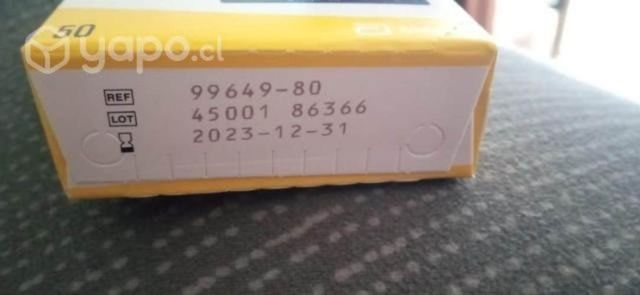 50
yapo.cl
REF 99649-80
LOT 45001 86366
2023-12-31